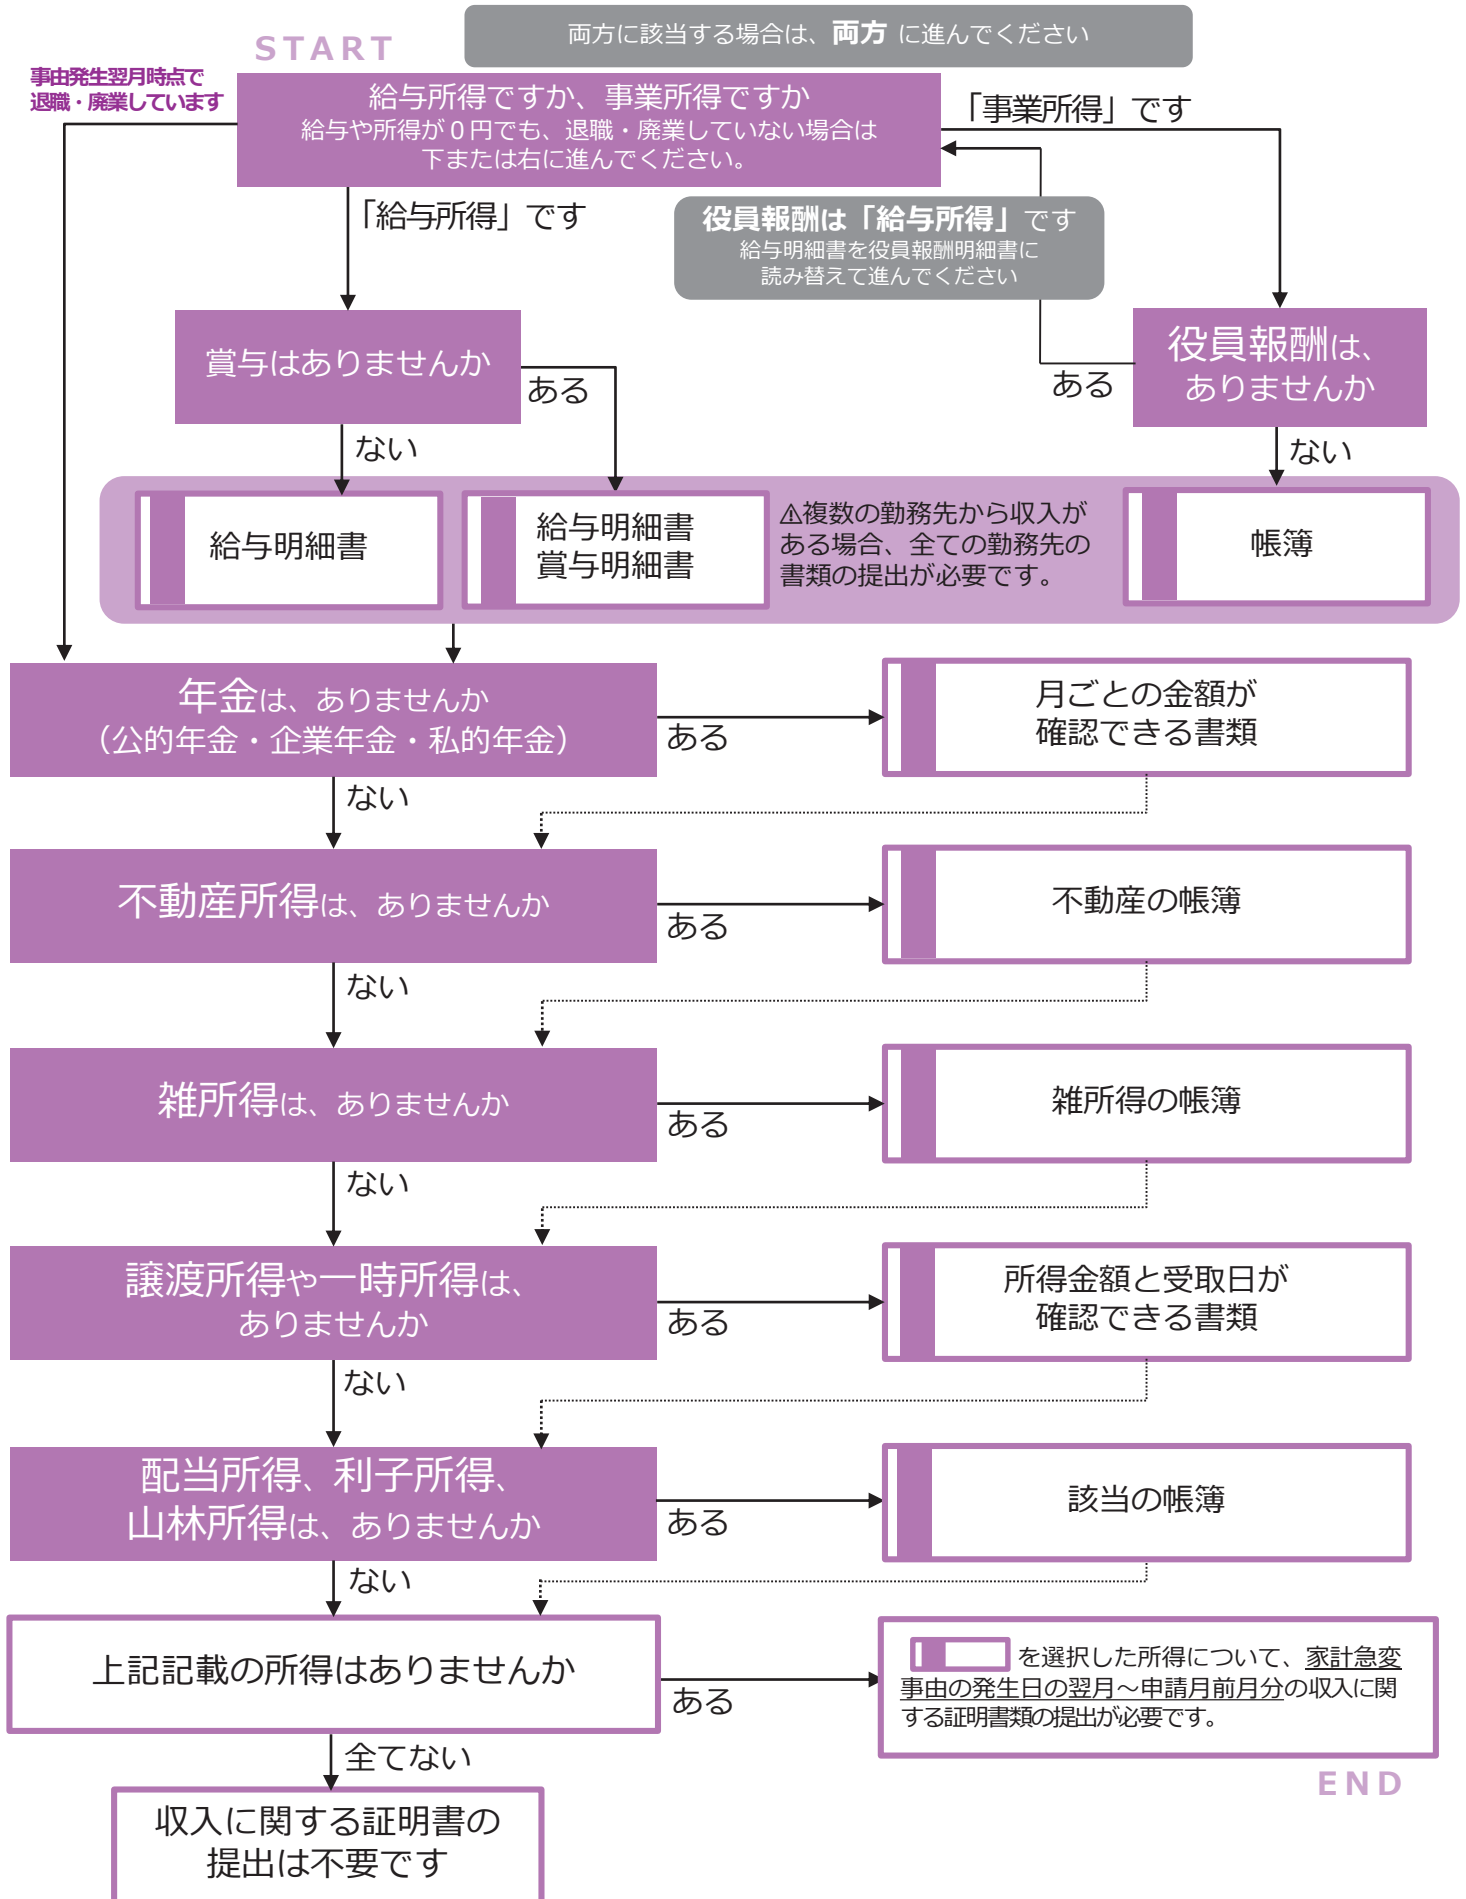 両方に該当する場合は、両方 に進んでください
START
事由発生翌月時点で
退職・廃業しています
給与所得ですか、事業所得ですか
給与や所得が０円でも、退職・廃業していない場合は
下または右に進んでください。
「事業所得」です
「給与所得」です
役員報酬は「給与所得」です
給与明細書を役員報酬明細書に
読み替えて進んでください
賞与はありませんか
ある
ない
役員報酬は、
ありませんか
ある
ない
給与明細書
給与明細書
賞与明細書
⚠複数の勤務先から収入が
ある場合、全ての勤務先の
書類の提出が必要です。
帳簿
年金は、ありませんか
（公的年金・企業年金・私的年金）
ある
月ごとの金額が
確認できる書類
ない
不動産所得は、ありませんか
ある
不動産の帳簿
ない
雑所得は、ありませんか
ある
雑所得の帳簿
ない
譲渡所得や一時所得は、
ありませんか
ある
所得金額と受取日が
確認できる書類
ない
配当所得、利子所得、
山林所得は、ありませんか
ある
該当の帳簿
ない
上記記載の所得はありませんか
ある
を選択した所得について、家計急変
事由の発生日の翌月～申請月前月分の収入に関
する証明書類の提出が必要です。
全てない
END
収入に関する証明書の
提出は不要です